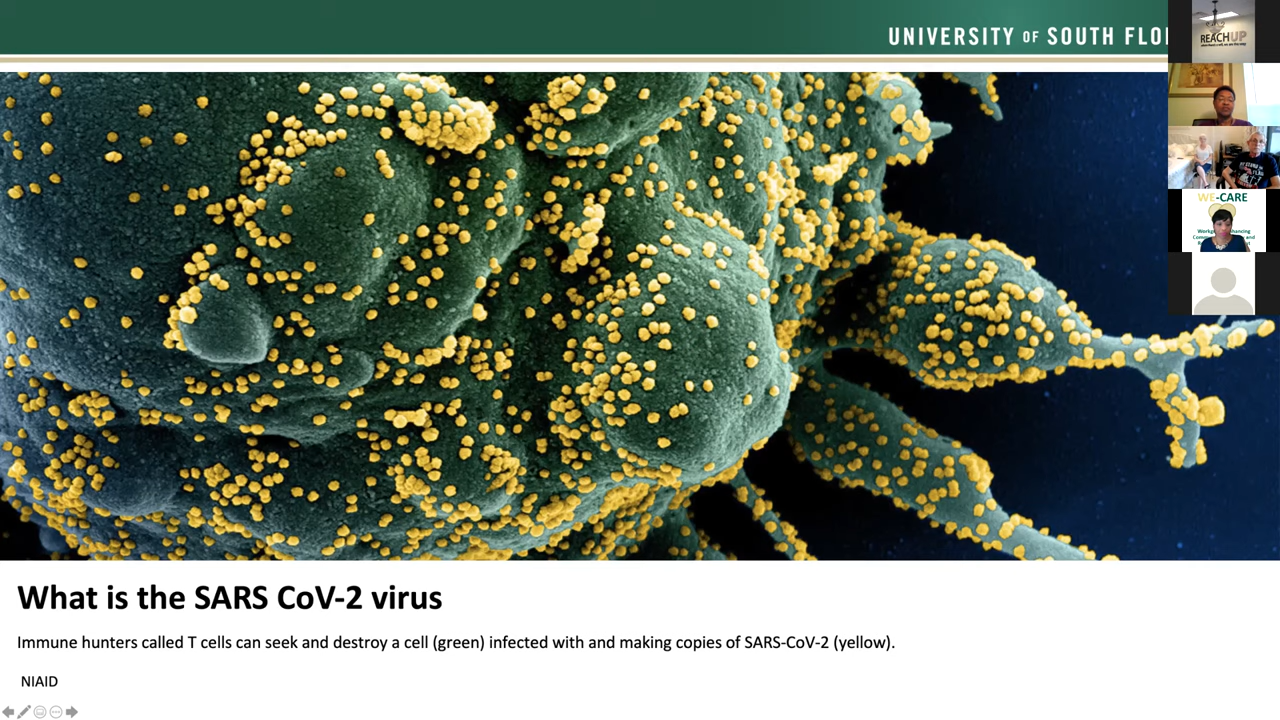 UNIVERSITY OF SOUTH FLO
REACHUP
WE-CARE
What is the SARS CoV-2 virus
Immune hunters called T cells can seek and destroy a cell (green) infected with and making copies of SARS-CoV-2 (yellow).
NIAID